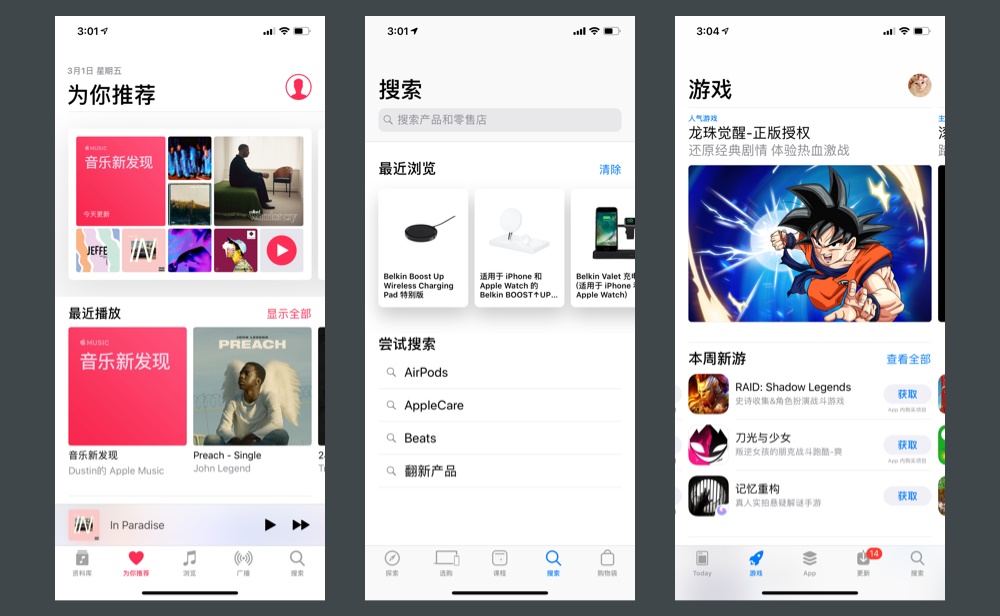 3:01
3月1日 星期五
为你推荐
MUSIC
音乐新发现
今天更新
JEFFE
最近播放
显示全部
MUSIC
音乐新发现
JOHN LEGEND
PREACH
音乐新发现
Dustin的 Apple Music
Preach - Single
John Legend
In Paradise
资料库
为你推荐
浏览
广播
搜索
3:01
搜索
搜索产品和零售店
最近浏览
清除
Belkin Boost Up
Wireless Charging
Pad 特别版
适用于 iPhone 和
Apple Watch 的
Belkin BOOST↑UP...
Belkin Valet 充
(适用于 iPhone
Apple Watch)
尝试搜索
AirPods
AppleCare
Beats
翻新产品
探索
选购
课程
搜索
购物袋
3:04
游戏
人气游戏
龙珠觉醒-正版授权
还原经典剧情 体验热血激战
本周新游
查看全部
RAID: Shadow Legends
史诗收集&角色扮演战斗游戏
获取
App 内购买项目
刀光与少女
叛逆女孩的朋克战斗跑酷-爽
获取
App 内购买项目
记忆重构
真人实拍悬疑解谜手游
获取
Today
游戏
App
14
更新
搜索